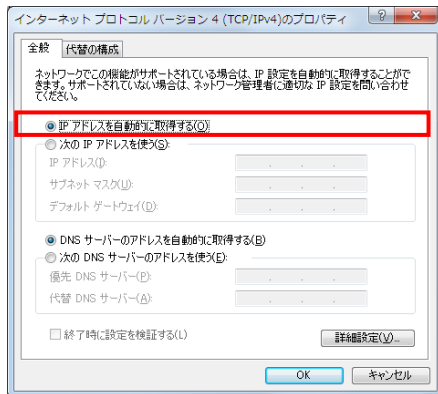 インターネット プロトコル バージョン 4 (TCP/IPv4)のプロパティ
全般
代替の構成
ネットワークでこの機能がサポートされている場合は、IP 設定を自動的に取得することがで
きます。サポートされていない場合は、ネットワーク管理者に適切な IP 設定を問い合わせ
てください。
IP アドレスを自動的に取得する(O)
次の IP アドレスを使う(S):
IP アドレス(I):
サブネット マスク(U):
デフォルト ゲートウェイ(D):
DNS サーバーのアドレスを自動的に取得する(B)
次の DNS サーバーのアドレスを使う(E):
優先 DNS サーバー(P):
代替 DNS サーバー(A):
終了時に設定を検証する(L)
詳細設定(V)...
OK
キャンセル